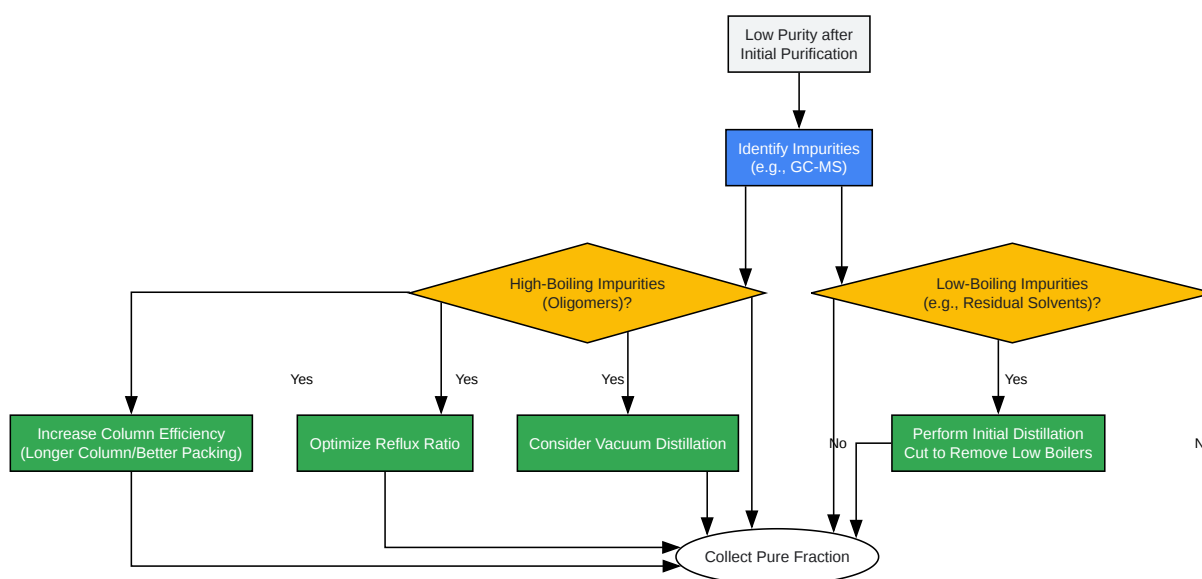 Low Purity after
Initial Purification
Identify Impurities
(e.g., GC-MS)
High-Boiling Impurities
(Oligomers)?
Low-Boiling Impurities
(e.g., Residual Solvents)?
Yes
Yes
Yes
Yes
Increase Column Efficiency
(Longer Column/Better Packing)
Optimize Reflux Ratio
Consider Vacuum Distillation
No
Perform Initial Distillation
Cut to Remove Low Boilers
Collect Pure Fraction